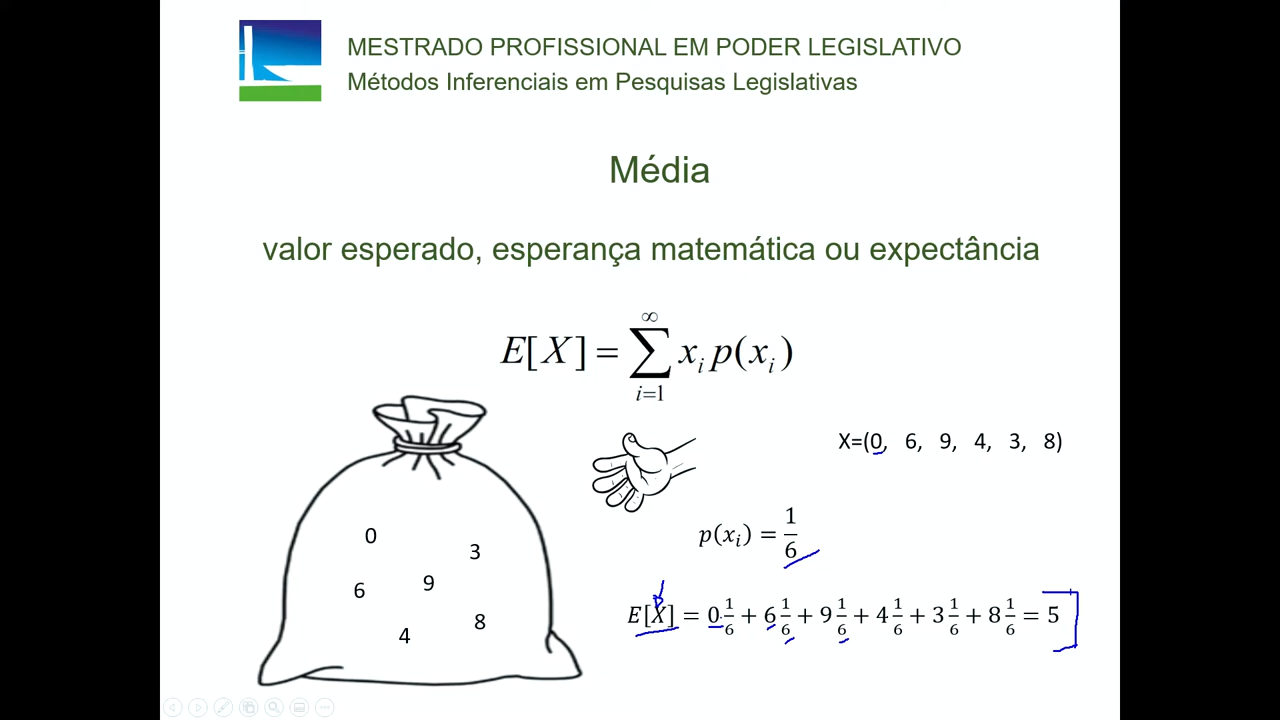 MESTRADO PROFISSIONAL EM PODER LEGISLATIVO
Métodos Inferenciais em Pesquisas Legislativas
Média
valor esperado, esperança matemática ou expectância
E[X] = ∑_{i=1}^{∞} x_i p(x_i)
X=(0, 6, 9, 4, 3, 8)
p(x_i) = 1/6
0
3
6
9
4
8
E[X] = 0 1/6 + 6 1/6 + 9 1/6 + 4 1/6 + 3 1/6 + 8 1/6 = 5